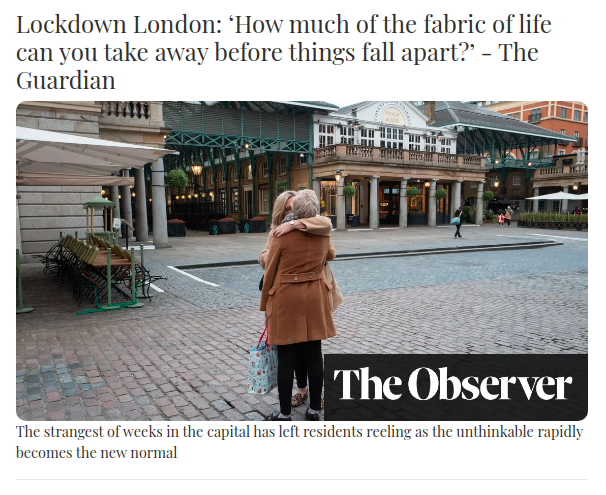 Lockdown London: ‘How much of the fabric of life
can you take away before things fall apart?’ - The
Guardian
The Observer
The strangest of weeks in the capital has left residents reeling as the unthinkable rapidly
becomes the new normal